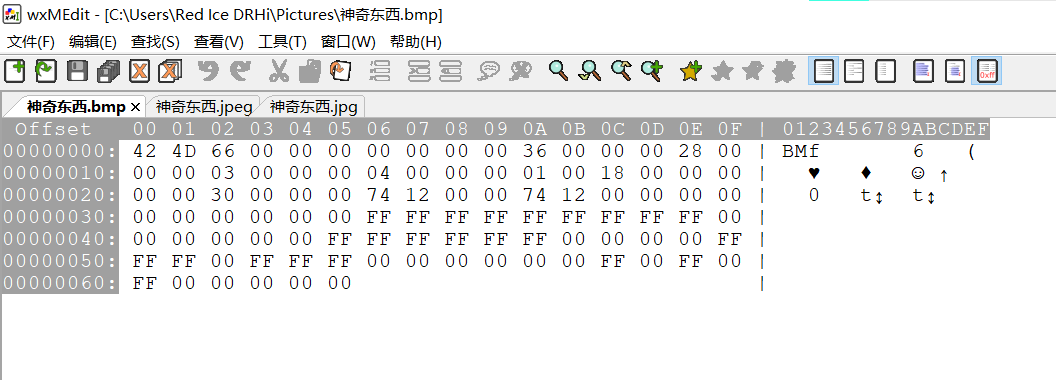 wxMEdit - [C:\Users\Red Ice DRHi\Pictures\神奇东西.bmp]
文件(F) 编辑(E) 查找(S) 查看(V) 工具(T) 窗口(W) 帮助(H)
0xff
神奇东西.bmp × 神奇东西.jpeg 神奇东西.jpg
Offset 00 01 02 03 04 05 06 07 08 09 0A 0B 0C 0D 0E 0F | 0123456789ABCDEF
00000000: 42 4D 66 00 00 00 00 00 00 00 36 00 00 00 28 00 | BMf 6 (
00000010: 00 00 03 00 00 00 04 00 00 00 01 00 18 00 00 00 | ♥ ♦ ☺ ↑
00000020: 00 00 30 00 00 00 74 12 00 00 74 12 00 00 00 00 | 0 t↕ t↕
00000030: 00 00 00 00 00 00 FF FF FF FF FF FF FF FF FF 00 |
00000040: 00 00 00 00 00 FF FF FF FF FF FF 00 00 00 00 FF |
00000050: FF FF 00 FF FF FF 00 00 00 00 00 00 FF 00 FF 00 |
00000060: FF 00 00 00 00 00 |